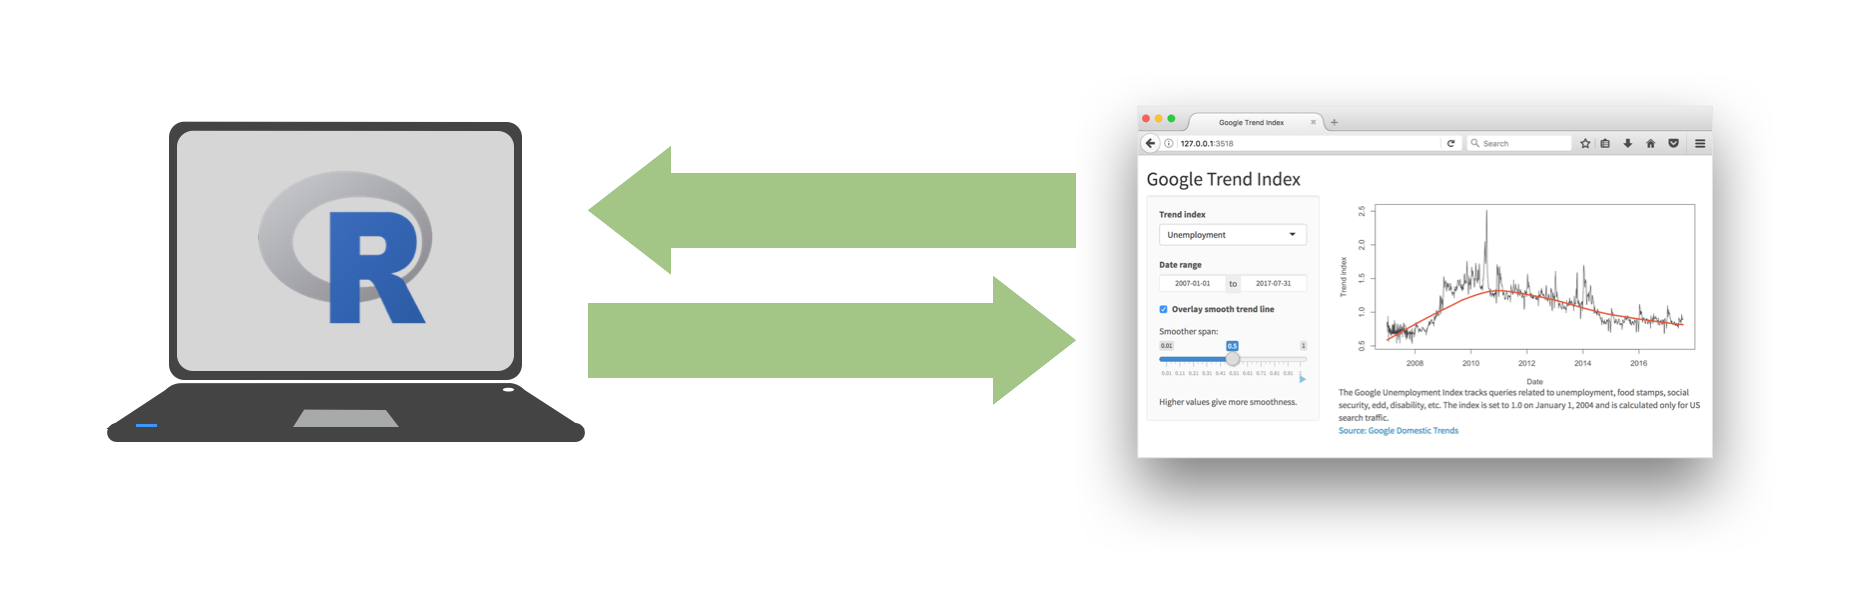 R
Google Trend Index
127.0.0.1:3518
Search
Google Trend Index
Trend index
Unemployment
Date range
2007-01-01 to 2017-07-31
Overlay smooth trend line
Smoother span:
0.01 0.5 1
0.01 0.11 0.21 0.31 0.41 0.51 0.61 0.71 0.81 0.91 1
Higher values give more smoothness.
Trend index
2.5
2.0
1.5
1.0
0.5
2008 2010 2012 2014 2016
Date
The Google Unemployment Index tracks queries related to unemployment, food stamps, social
security, edd, disability, etc. The index is set to 1.0 on January 1, 2004 and is calculated only for US
search traffic.
Source: Google Domestic Trends